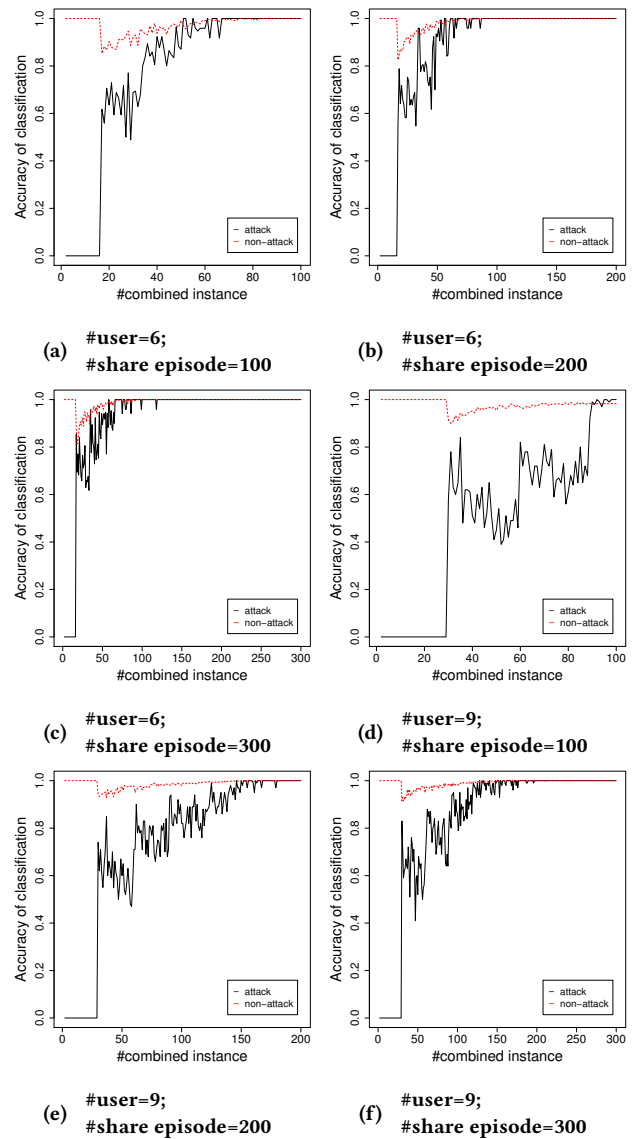 Accuracy of classification
0.0 0.2 0.4 0.6 0.8 1.0
attack
non-attack
0 20 40 60 80 100
#combined instance
(a) #user=6;
#share episode=100
Accuracy of classification
0.0 0.2 0.4 0.6 0.8 1.0
attack
non-attack
0 50 100 150 200
#combined instance
(b) #user=6;
#share episode=200
Accuracy of classification
0.0 0.2 0.4 0.6 0.8 1.0
attack
non-attack
0 50 100 150 200 250 300
#combined instance
(c) #user=6;
#share episode=300
Accuracy of classification
0.0 0.2 0.4 0.6 0.8 1.0
attack
non-attack
0 20 40 60 80 100
#combined instance
(d) #user=9;
#share episode=100
Accuracy of classification
0.0 0.2 0.4 0.6 0.8 1.0
attack
non-attack
0 50 100 150 200
#combined instance
(e) #user=9;
#share episode=200
Accuracy of classification
0.0 0.2 0.4 0.6 0.8 1.0
attack
non-attack
0 50 100 150 200 250 300
#combined instance
(f) #user=9;
#share episode=300